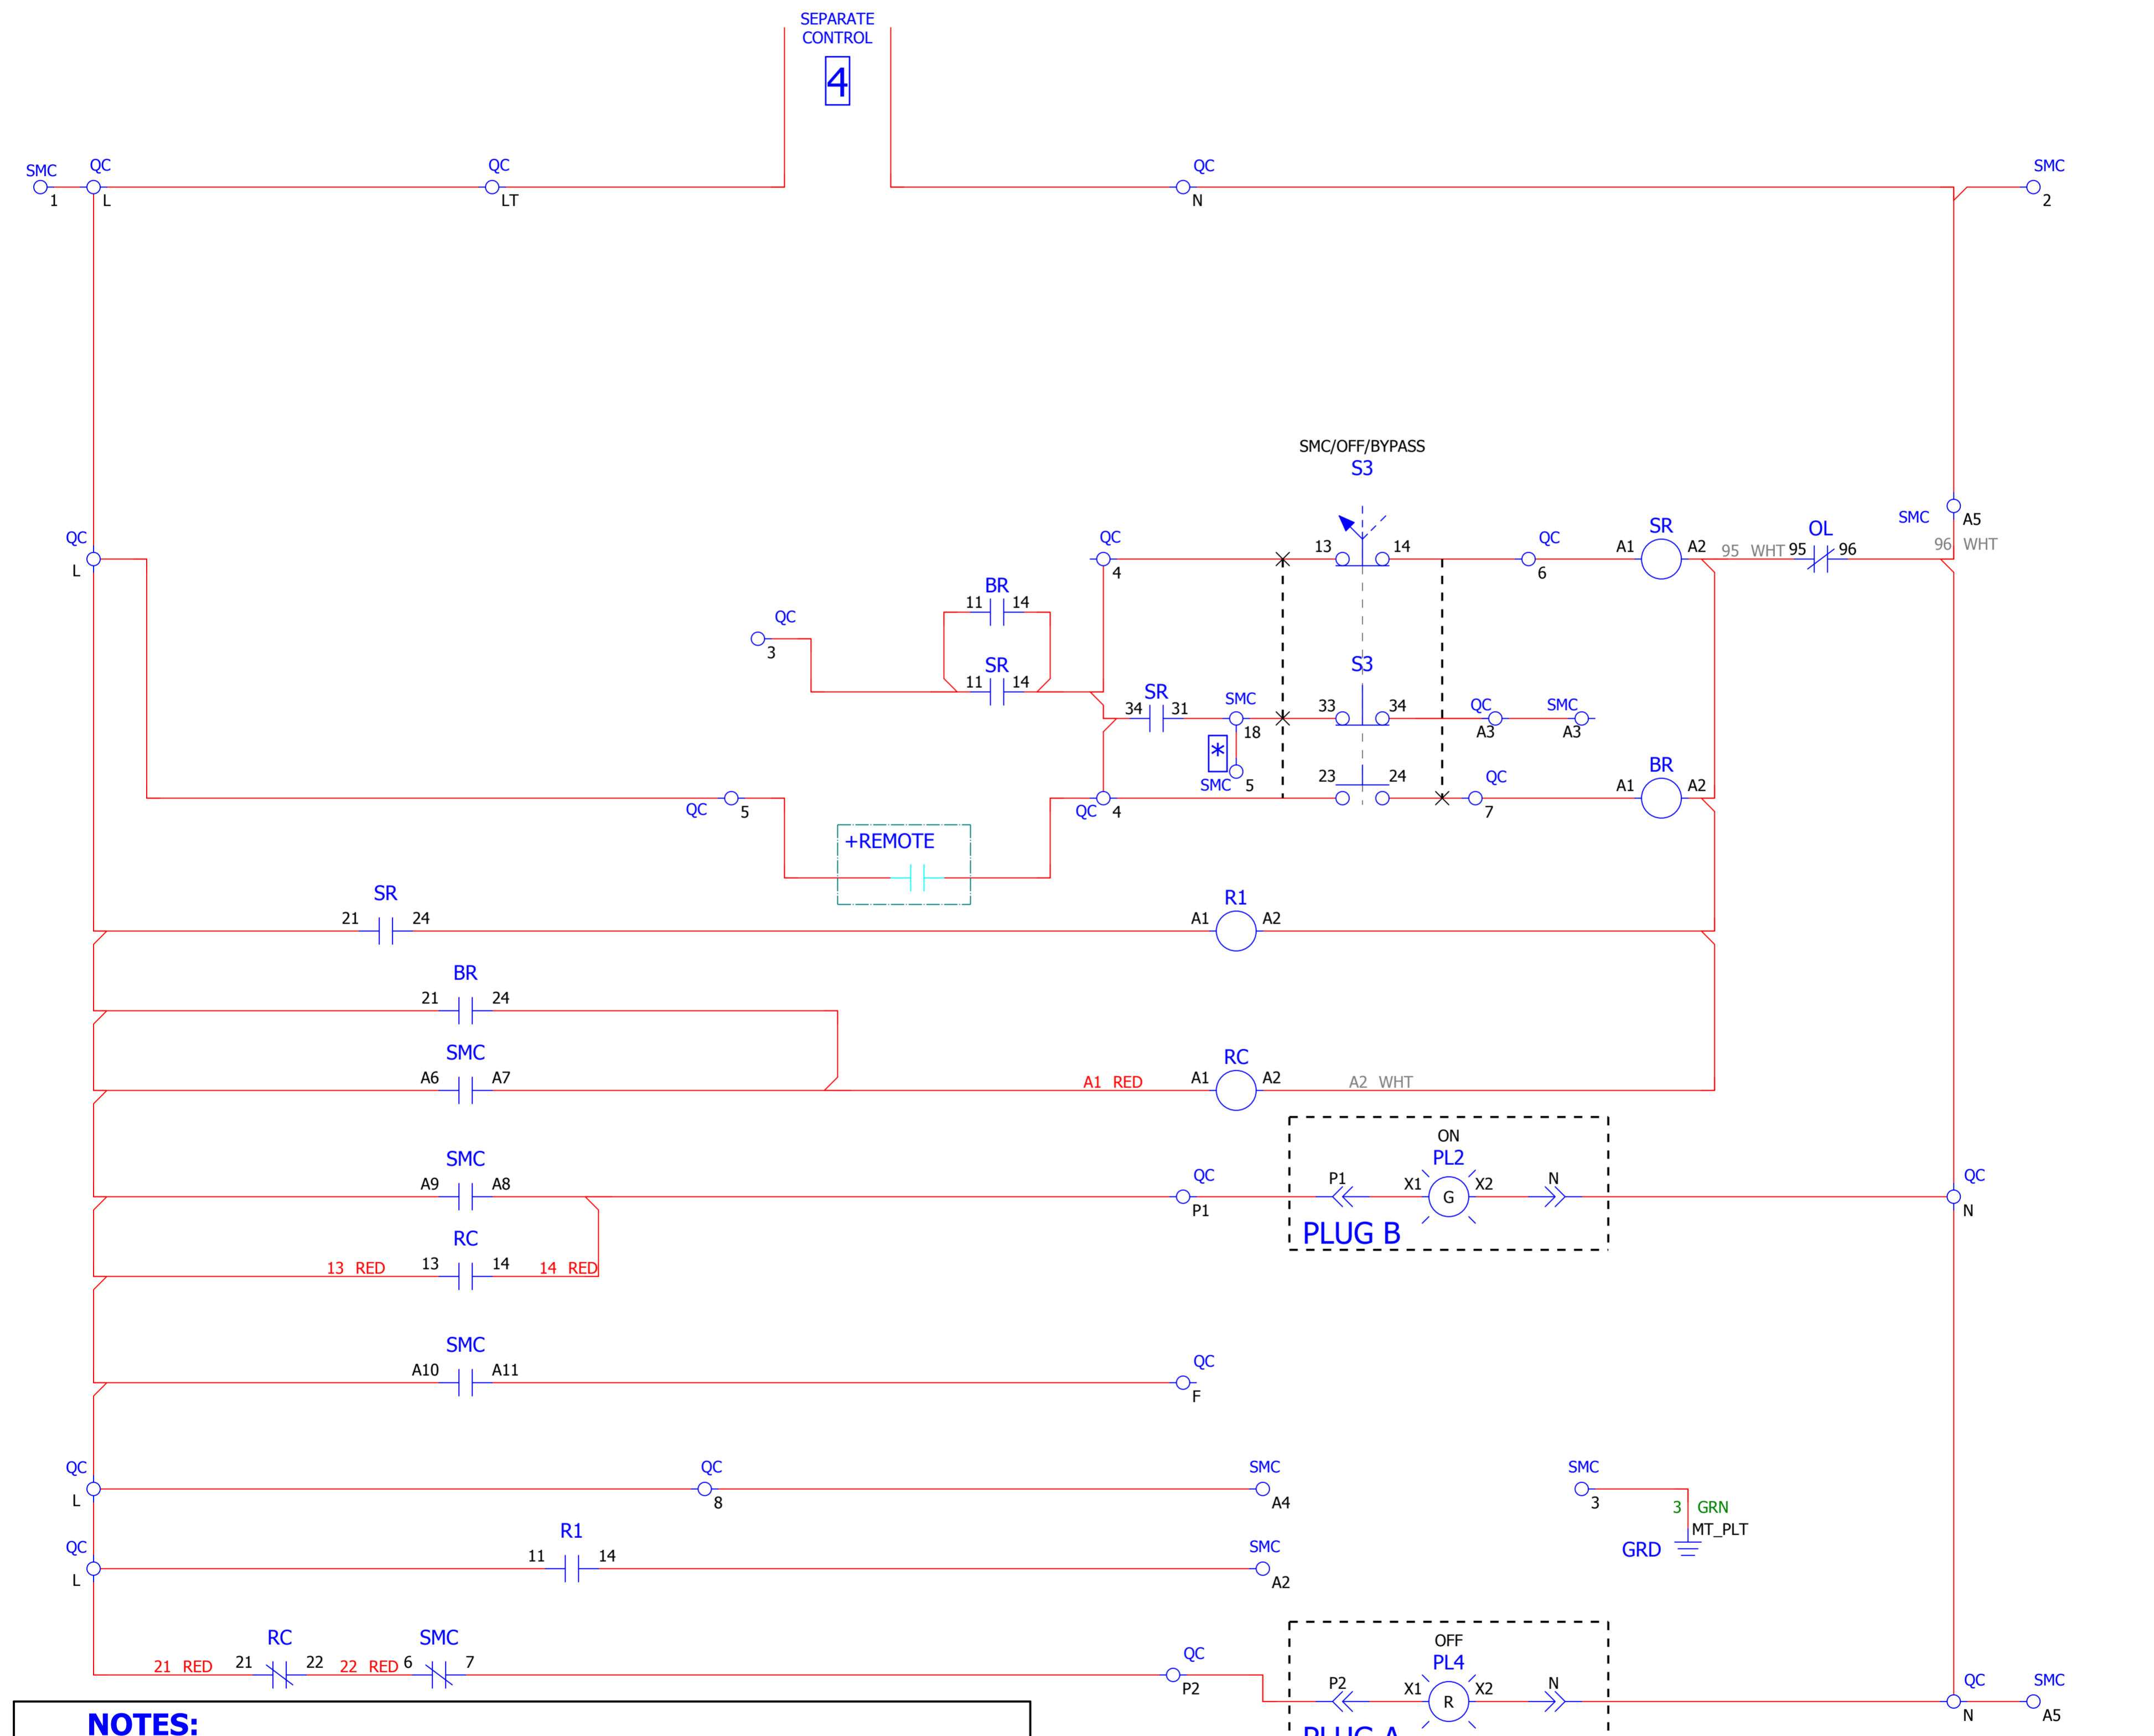 SEPARATE
CONTROL
4
SMC QC QC QC SMC
1 L LT N 2
SMC/OFF/BYPASS
S3
QC QC 13 14 QC SR SMC A5
L 4 6 A1 A2 95 WHT 95 OL 96 96 WHT
BR
11 14
QC
3
SR
11 14
S3
SR SMC QC SMC
34 31 18 33 34 A3 A3
*
SMC 5
23 24 QC BR
QC 5 QC 4 7 A1 A2
+REMOTE
SR R1
21 24 A1 A2
BR
21 24
SMC RC
A6 A7 A1 RED A1 A2 A2 WHT
ON
SMC QC PL2 QC
A9 A8 P1 P1 X1 G X2 N N
PLUG B
RC
13 RED 13 14 14 RED
SMC QC
A10 A11 F
QC QC SMC SMC
L 8 A4 3
3 GRN
MT_PLT
GRD
QC R1 SMC
L 11 14 A2
OFF
RC SMC QC PL4 QC SMC
21 RED 21 22 22 RED 6 7 P2 P2 X1 R X2 N N A5
PLUG A
NOTES: